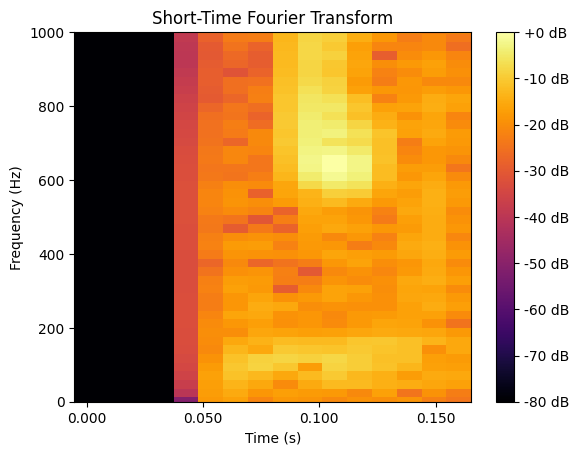 Short-Time Fourier Transform
1000
800
600
400
200
0
Frequency (Hz)
0.000
0.050
0.100
0.150
Time (s)
+0 dB
-10 dB
-20 dB
-30 dB
-40 dB
-50 dB
-60 dB
-70 dB
-80 dB